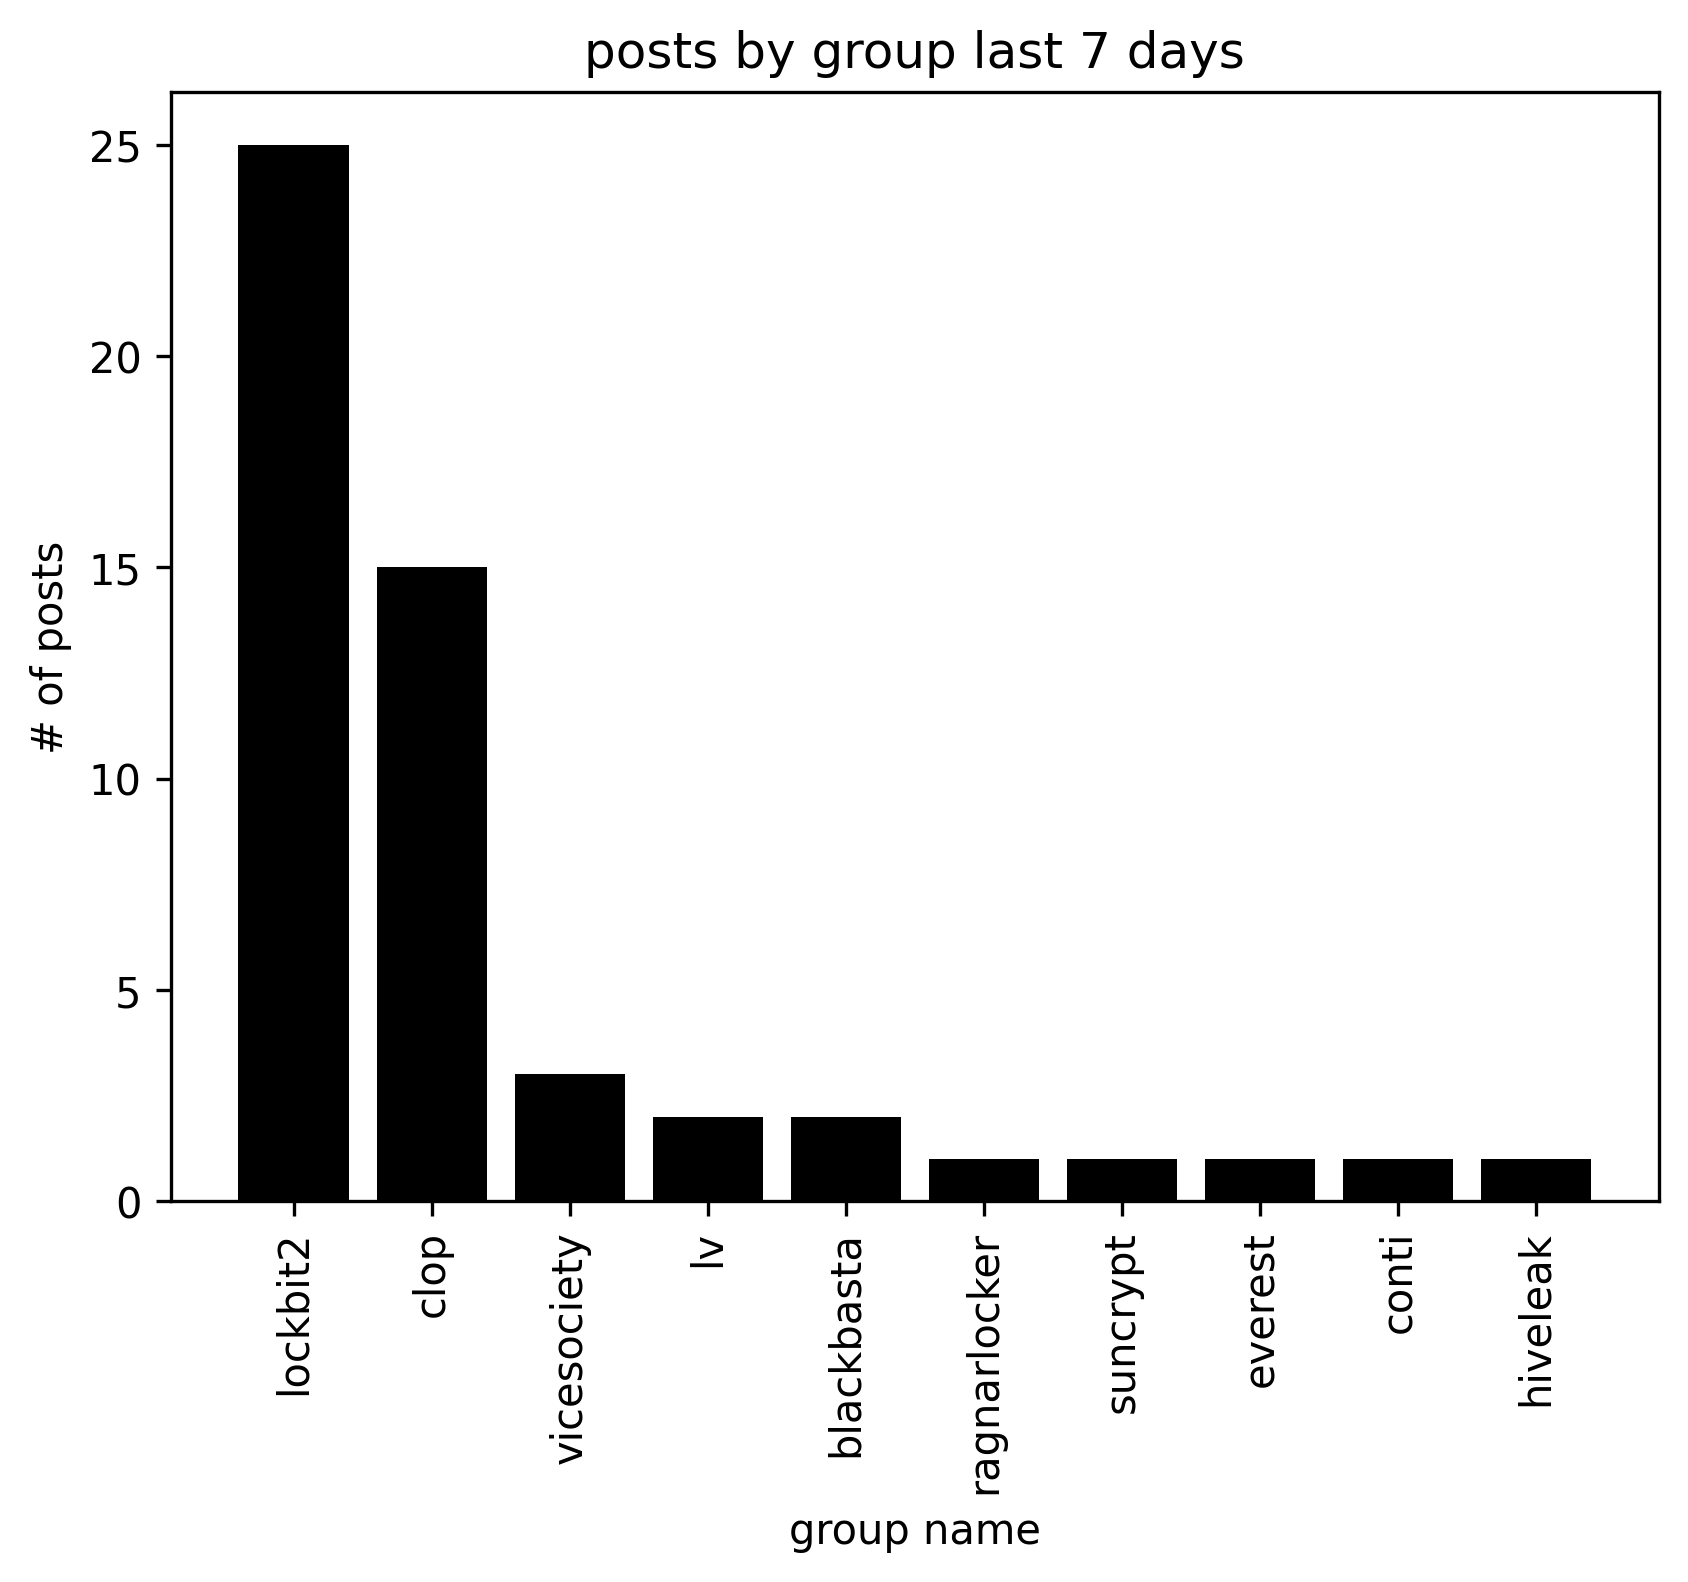 posts by group last 7 days
# of posts
25
20
15
10
5
0
lockbit2
clop
vicesociety
lv
blackbasta
ragnarlocker
suncrypt
everest
conti
hiveleak
group name